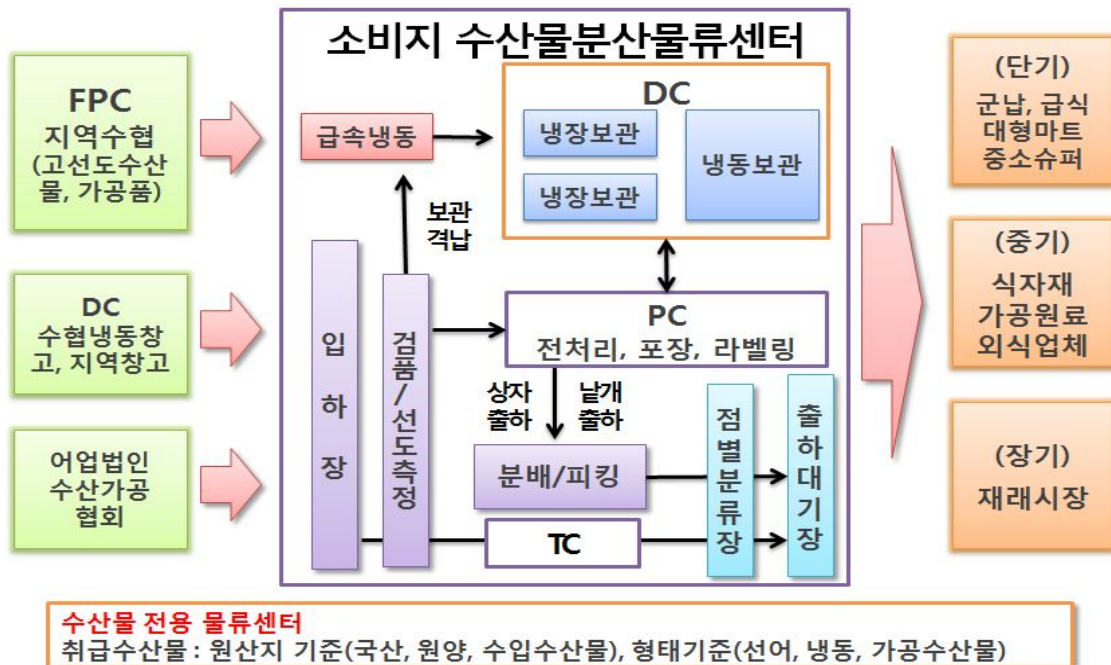 소비지 수산물분산물류센터
FPC
지역수협
(고선도수산
물, 가공품)
DC
수협냉동창
고, 지역창고
어업법인
수산가공
협회
급속냉동
보관
격납
입하장
검품/선도측정
DC
냉장보관
냉장보관
냉동보관
PC
전처리, 포장, 라벨링
상자
출하
낱개
출하
분배/피킹
TC
점별분류장
출하대기장
(단기)
군납, 급식
대형마트
중소슈퍼
(중기)
식자재
가공원료
외식업체
(장기)
재래시장
수산물 전용 물류센터
취급수산물 : 원산지 기준(국산, 원양, 수입수산물), 형태기준(선어, 냉동, 가공수산물)